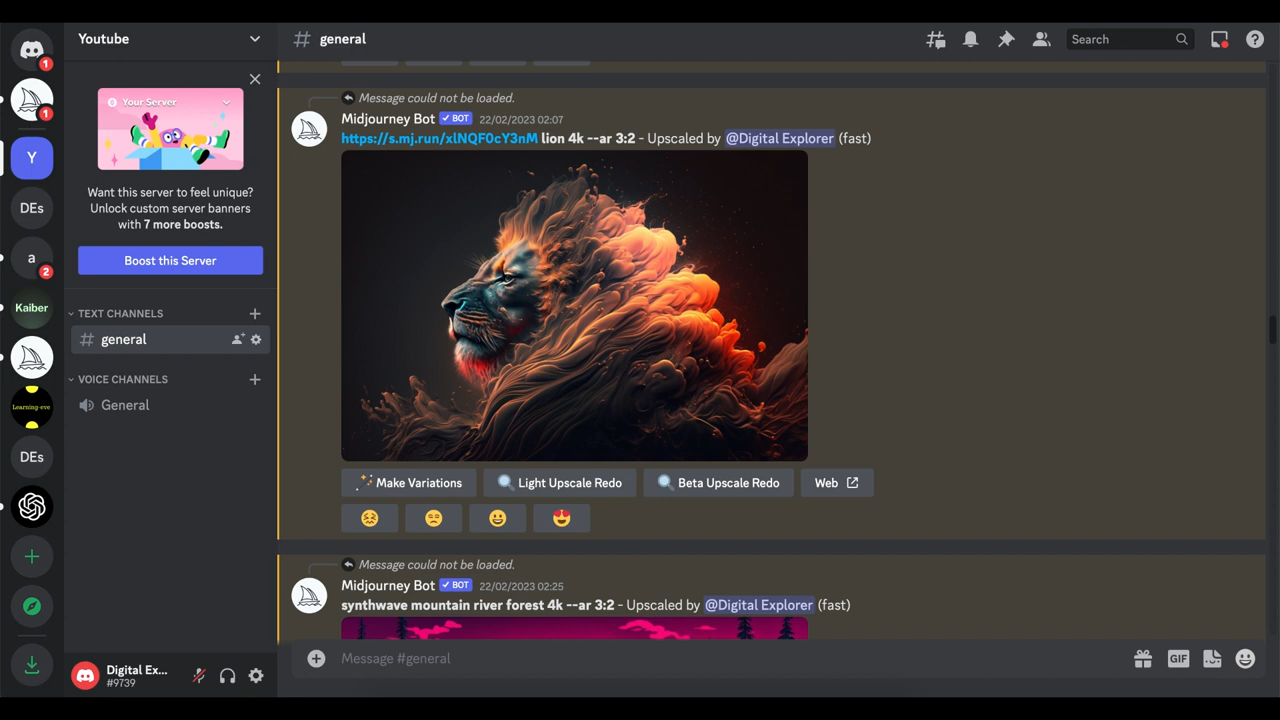 Youtube
general
Search
1
1
Y
DEs
a
2
Kaiber
Learning-eve
DEs
Your Server
Want this server to feel unique?
Unlock custom server banners
with 7 more boosts.
Boost this Server
TEXT CHANNELS
general
VOICE CHANNELS
General
Digital Ex...
#9739
Message could not be loaded.
Midjourney Bot ✓ BOT 22/02/2023 02:07
https://s.mj.run/xlNQF0cY3nM lion 4k --ar 3:2 - Upscaled by @Digital Explorer (fast)
Make Variations
Light Upscale Redo
Beta Upscale Redo
Web
Message could not be loaded.
Midjourney Bot ✓ BOT 22/02/2023 02:25
synthwave mountain river forest 4k --ar 3:2 - Upscaled by @Digital Explorer (fast)
Message #general
GIF